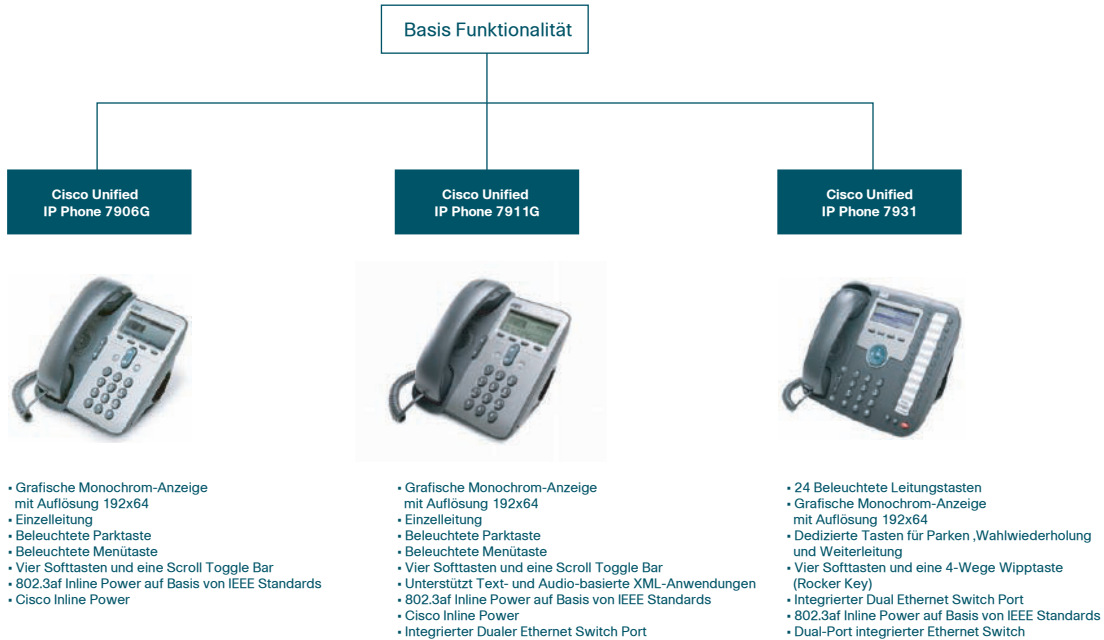 Basis Funktionalität
Cisco Unified
IP Phone 7906G
Cisco Unified
IP Phone 7911G
Cisco Unified
IP Phone 7931
▪ Grafische Monochrom-Anzeige
mit Auflösung 192x64
▪ Einzelleitung
▪ Beleuchtete Parktaste
▪ Beleuchtete Menütaste
▪ Vier Softtasten und eine Scroll Toggle Bar
▪ 802.3af Inline Power auf Basis von IEEE Standards
▪ Cisco Inline Power
▪ Grafische Monochrom-Anzeige
mit Auflösung 192x64
▪ Einzelleitung
▪ Beleuchtete Parktaste
▪ Beleuchtete Menütaste
▪ Vier Softtasten und eine Scroll Toggle Bar
▪ Unterstützt Text- und Audio-basierte XML-Anwendungen
▪ 802.3af Inline Power auf Basis von IEEE Standards
▪ Cisco Inline Power
▪ Integrierter Dualer Ethernet Switch Port
▪ 24 Beleuchtete Leitungstasten
▪ Grafische Monochrom-Anzeige
mit Auflösung 192x64
▪ Dedizierte Tasten für Parken ,Wahlwiederholung
und Weiterleitung
▪ Vier Softasten und eine 4-Wege Wipptaste
(Rocker Key)
▪ Integrierter Dual Ethernet Switch Port
▪ 802.3af Inline Power auf Basis von IEEE Standards
▪ Dual-Port integrierter Ethernet Switch